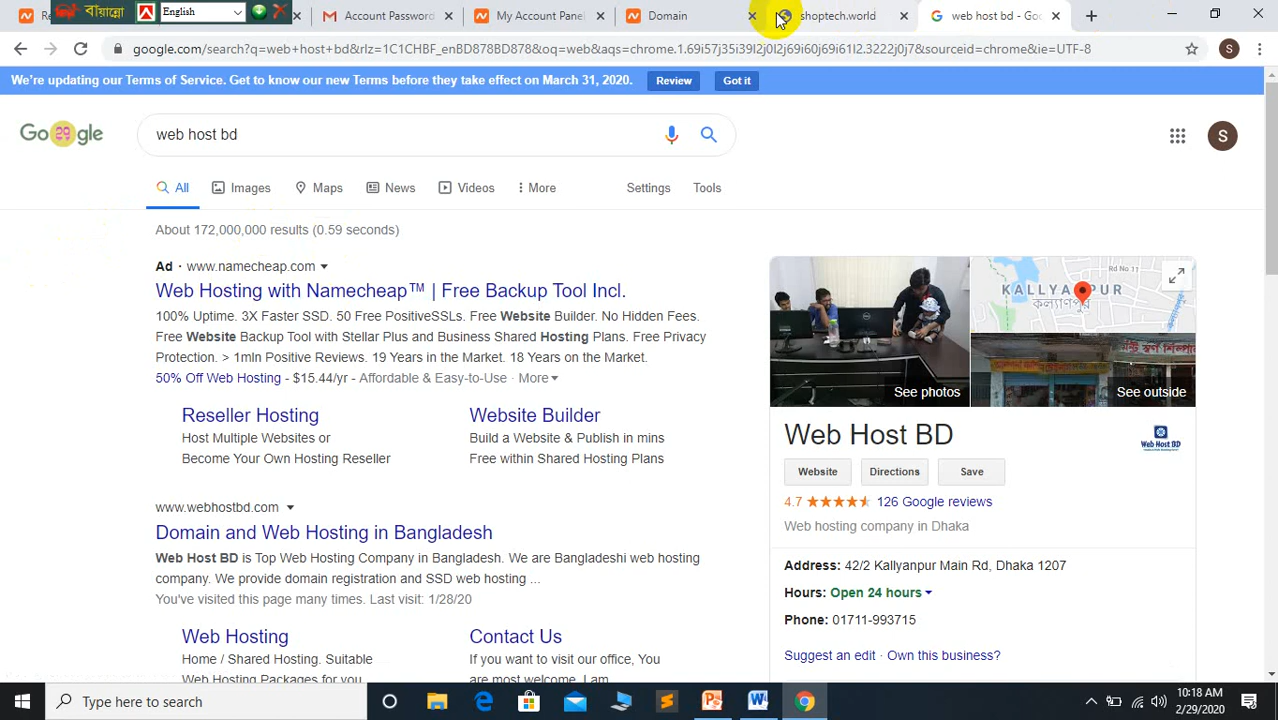 Re
বায়ান্নো
English
Account Password
My Account Panel
Domain
shoptech.world
web host bd - Goo
google.com/search?q=web+host+bd&rlz=1C1CHBF_enBD878BD878&oq=web&aqs=chrome.1.69i57j35i39l2j0l2j69i60j69i61l2.3222j0j7&sourceid=chrome&ie=UTF-8
S
We're updating our Terms of Service. Get to know our new Terms before they take effect on March 31, 2020.
Review
Got it
Go29gle
web host bd
S
All
Images
Maps
News
Videos
More
Settings
Tools
About 172,000,000 results (0.59 seconds)
Ad · www.namecheap.com
Web Hosting with Namecheap™ | Free Backup Tool Incl.
100% Uptime. 3X Faster SSD. 50 Free PositiveSSLs. Free Website Builder. No Hidden Fees.
Free Website Backup Tool with Stellar Plus and Business Shared Hosting Plans. Free Privacy
Protection. > 1mln Positive Reviews. 19 Years in the Market. 18 Years on the Market.
50% Off Web Hosting - $15.44/yr - Affordable & Easy-to-Use · More
Reseller Hosting
Host Multiple Websites or
Become Your Own Hosting Reseller
Website Builder
Build a Website & Publish in mins
Free within Shared Hosting Plans
www.webhostbd.com
Domain and Web Hosting in Bangladesh
Web Host BD is Top Web Hosting Company in Bangladesh. We are Bangladeshi web hosting
company. We provide domain registration and SSD web hosting ...
You've visited this page many times. Last visit: 1/28/20
Web Hosting
Home / Shared Hosting. Suitable
Web Hosting Packages for you
Contact Us
If you want to visit our office, You
are most welcome. I am
Rd No 11
KALLYANPUR
কল্যাণপুর
See photos
See outside
Web Host BD
Web Host BD
Website
Directions
Save
4.7
126 Google reviews
Web hosting company in Dhaka
Address: 42/2 Kallyanpur Main Rd, Dhaka 1207
Hours: Open 24 hours
Phone: 01711-993715
Suggest an edit · Own this business?
Type here to search
10:18 AM
2/29/2020